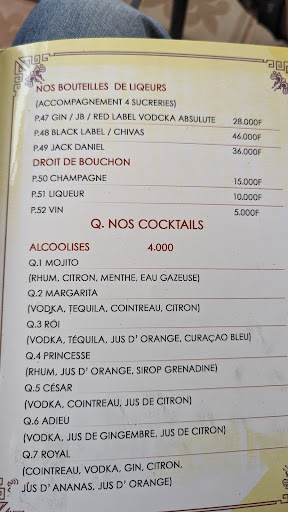 NOS BOUTEILLES DE LIQEURS
(ACCOMPAGNEMENT 4 SUCRERIES)
P.47 GIN / JB / RED LABEL VODCKA ABSULUTE 28.000F
P.48 BLACK LABEL / CHIVAS 46.000F
P.49 JACK DANIEL 36.000F
DROIT DE BOUCHON
P.50 CHAMPAGNE 15.000F
P.51 LIQUEUR 10.000F
P.52 VIN 5.000F
Q. NOS COCKTAILS
ALCOOLISES 4.000
Q.1 MOJITO
(RHUM, CITRON, MENTHE, EAU GAZEUSE)
Q.2 MARGARITA
(VODKA, TEQUILA, COINTREAU, CITRON)
Q.3 RÓI
(VODKA, TÉQUILA, JUS D' ORANGE, CURAÇAO BLEU)
Q.4 PRINCESSE
(RHUM, JUS D' ORANGE, SIROP GRENADINE)
Q.5 CÉSAR
(VODKA, COINTREAU, JUS DE CITRON)
Q.6 ADIEU
(VODKA, JUS DE GINGEMBRE, JUS DE CITRON)
Q.7 ROYAL
(COINTREAU, VODKA, GIN, CITRON,
JUS D' ANANAS, JUS D' ORANGE)